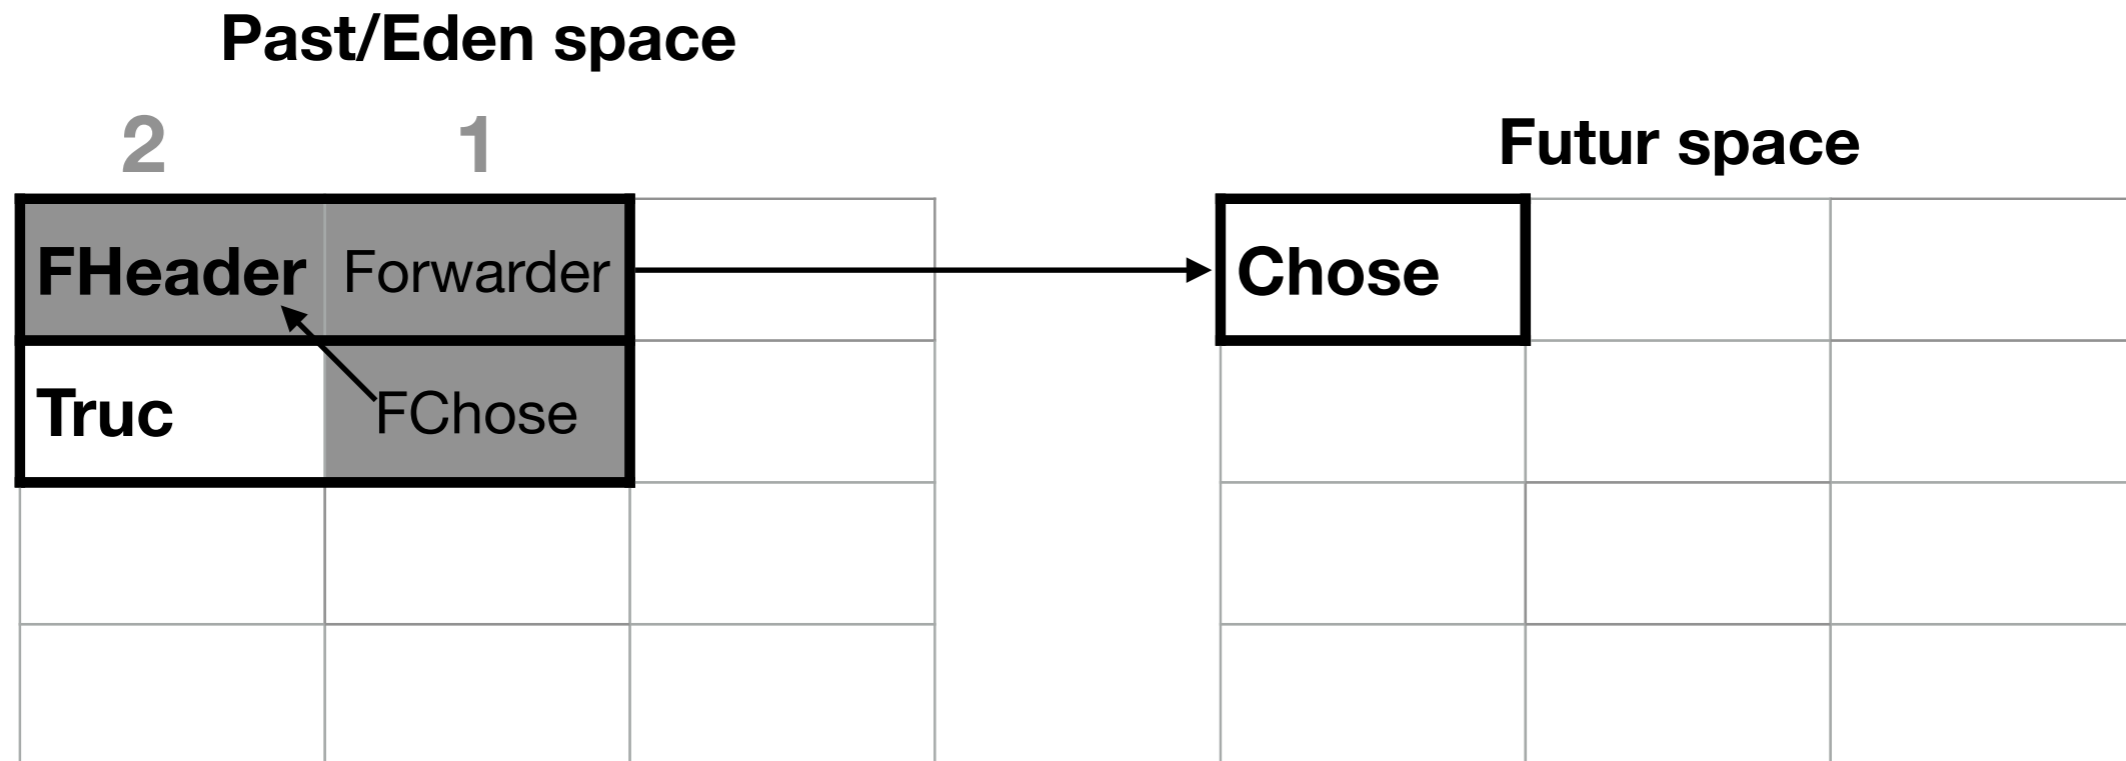 Past/Eden space
2 1
Futur space
FHeader Forwarder Chose
Truc FChose